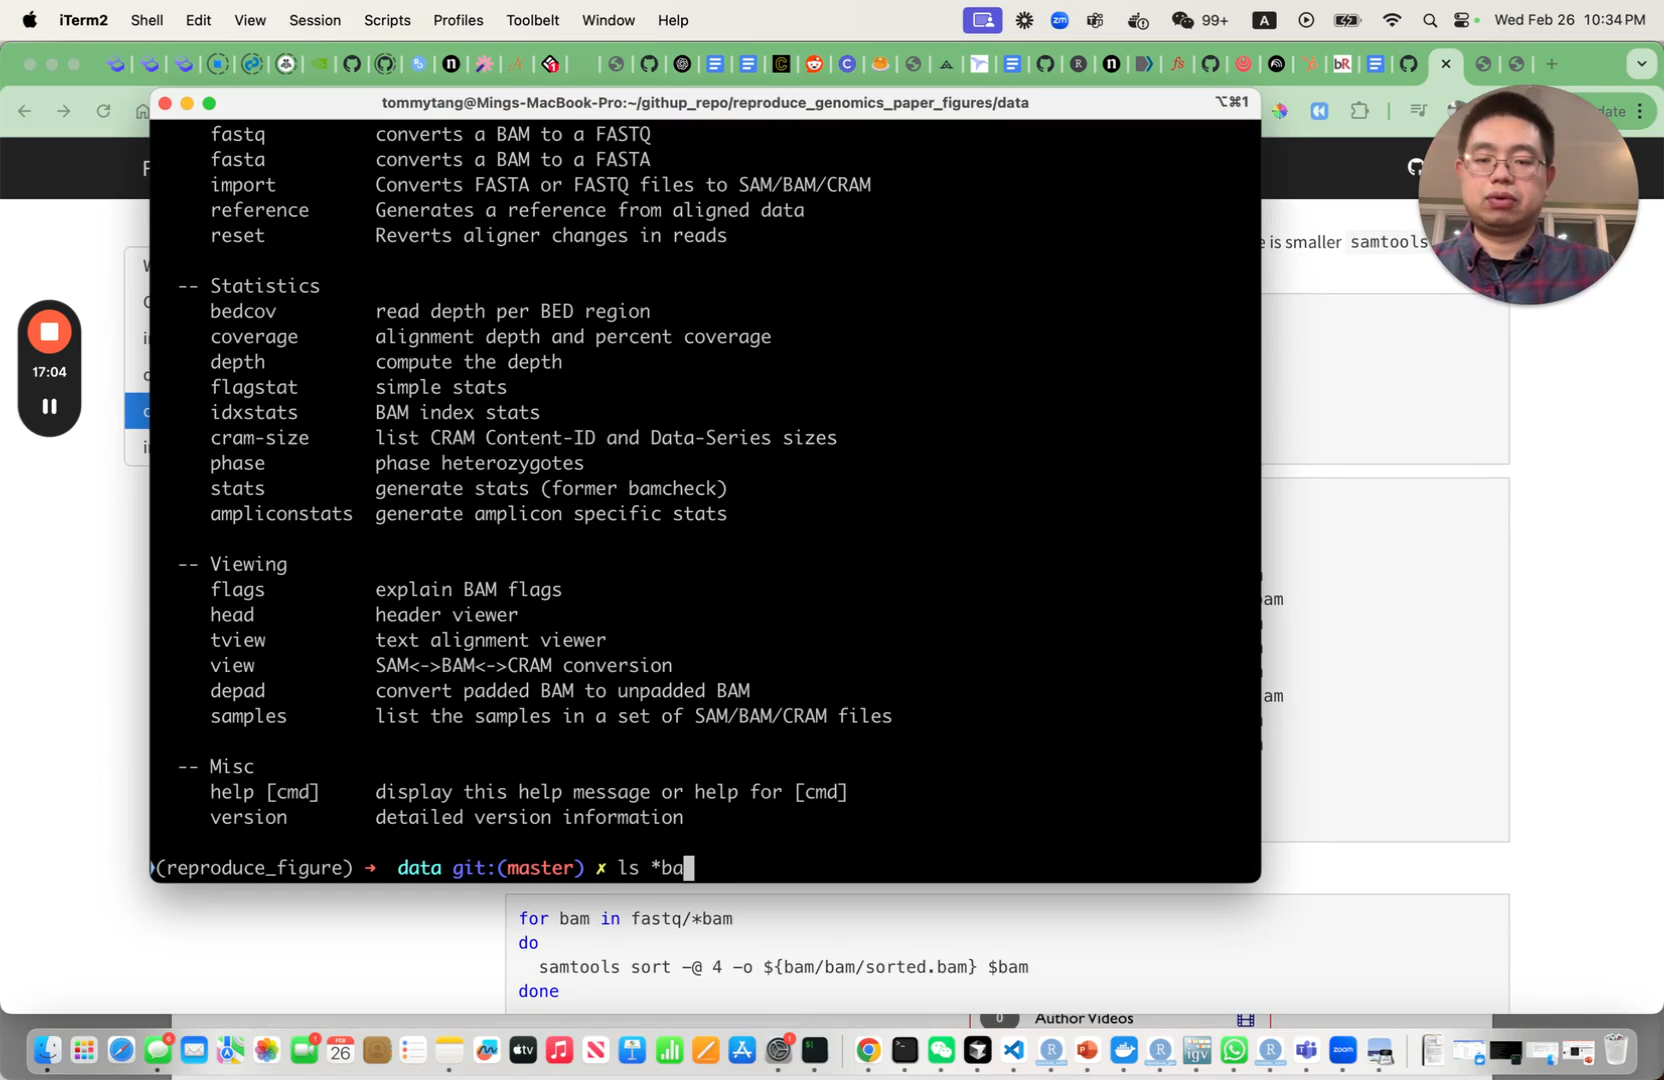 iTerm2 Shell Edit View Session Scripts Profiles Toolbelt Window Help
zm 99+ A Wed Feb 26 10:34 PM
tommytang@Mings-MacBook-Pro:~/githup_repo/reproduce_genomics_paper_figures/data ⌥⌘1
fastq converts a BAM to a FASTQ
fasta converts a BAM to a FASTA
import Converts FASTA or FASTQ files to SAM/BAM/CRAM
reference Generates a reference from aligned data
reset Reverts aligner changes in reads
-- Statistics
bedcov read depth per BED region
coverage alignment depth and percent coverage
depth compute the depth
flagstat simple stats
idxstats BAM index stats
cram-size list CRAM Content-ID and Data-Series sizes
phase phase heterozygotes
stats generate stats (former bamcheck)
ampliconstats generate amplicon specific stats
-- Viewing
flags explain BAM flags
head header viewer
tview text alignment viewer
view SAM<->BAM<->CRAM conversion
depad convert padded BAM to unpadded BAM
samples list the samples in a set of SAM/BAM/CRAM files
-- Misc
help [cmd] display this help message or help for [cmd]
version detailed version information
(reproduce_figure) ➜ data git:(master) ✗ ls *ba
17:04
e is smaller samtools
am
am
for bam in fastq/*bam
do
samtools sort -@ 4 -o ${bam/bam/sorted.bam} $bam
done
0 Author Videos
FEB
26
tv
zoom